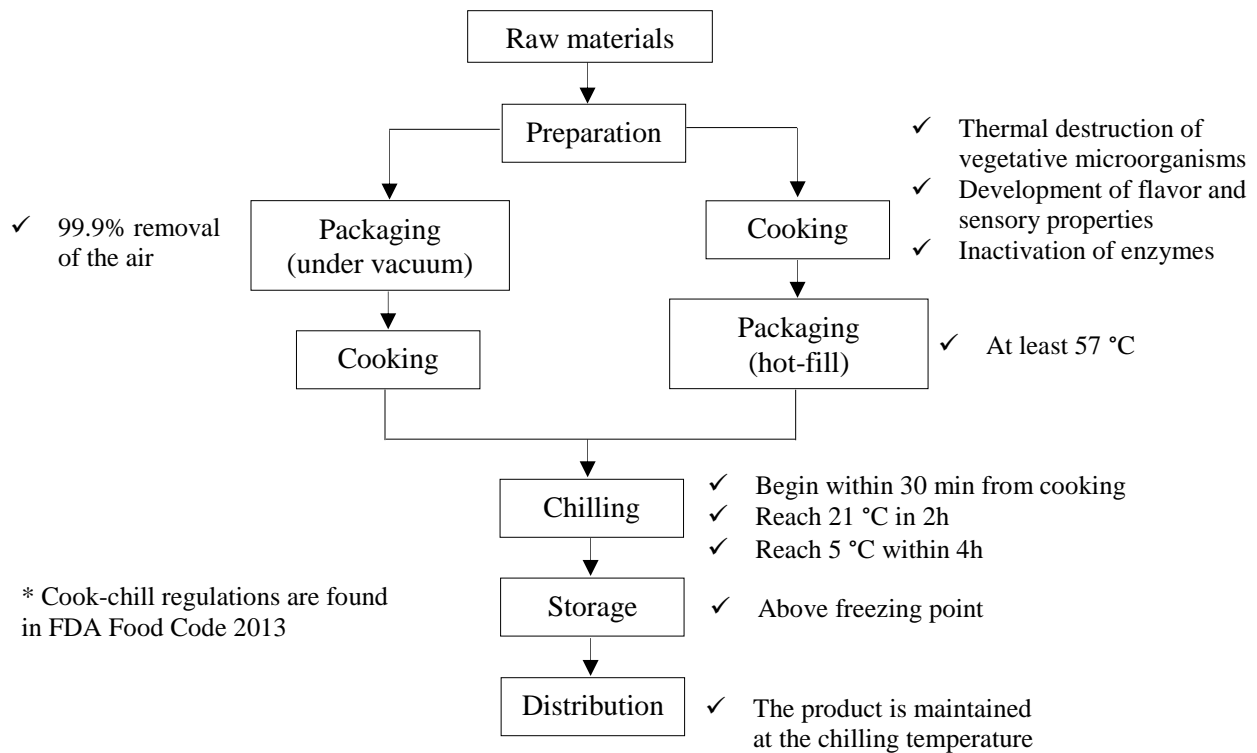 Raw materials
Preparation
✓ Thermal destruction of
vegetative microorganisms
✓ Development of flavor and
sensory properties
✓ Inactivation of enzymes
✓ 99.9% removal
of the air
Packaging
(under vacuum)
Cooking
Cooking
Packaging
(hot-fill)
✓ At least 57 °C
Chilling
✓ Begin within 30 min from cooking
✓ Reach 21 °C in 2h
✓ Reach 5 °C within 4h
* Cook-chill regulations are found
in FDA Food Code 2013
Storage
✓ Above freezing point
Distribution
✓ The product is maintained
at the chilling temperature